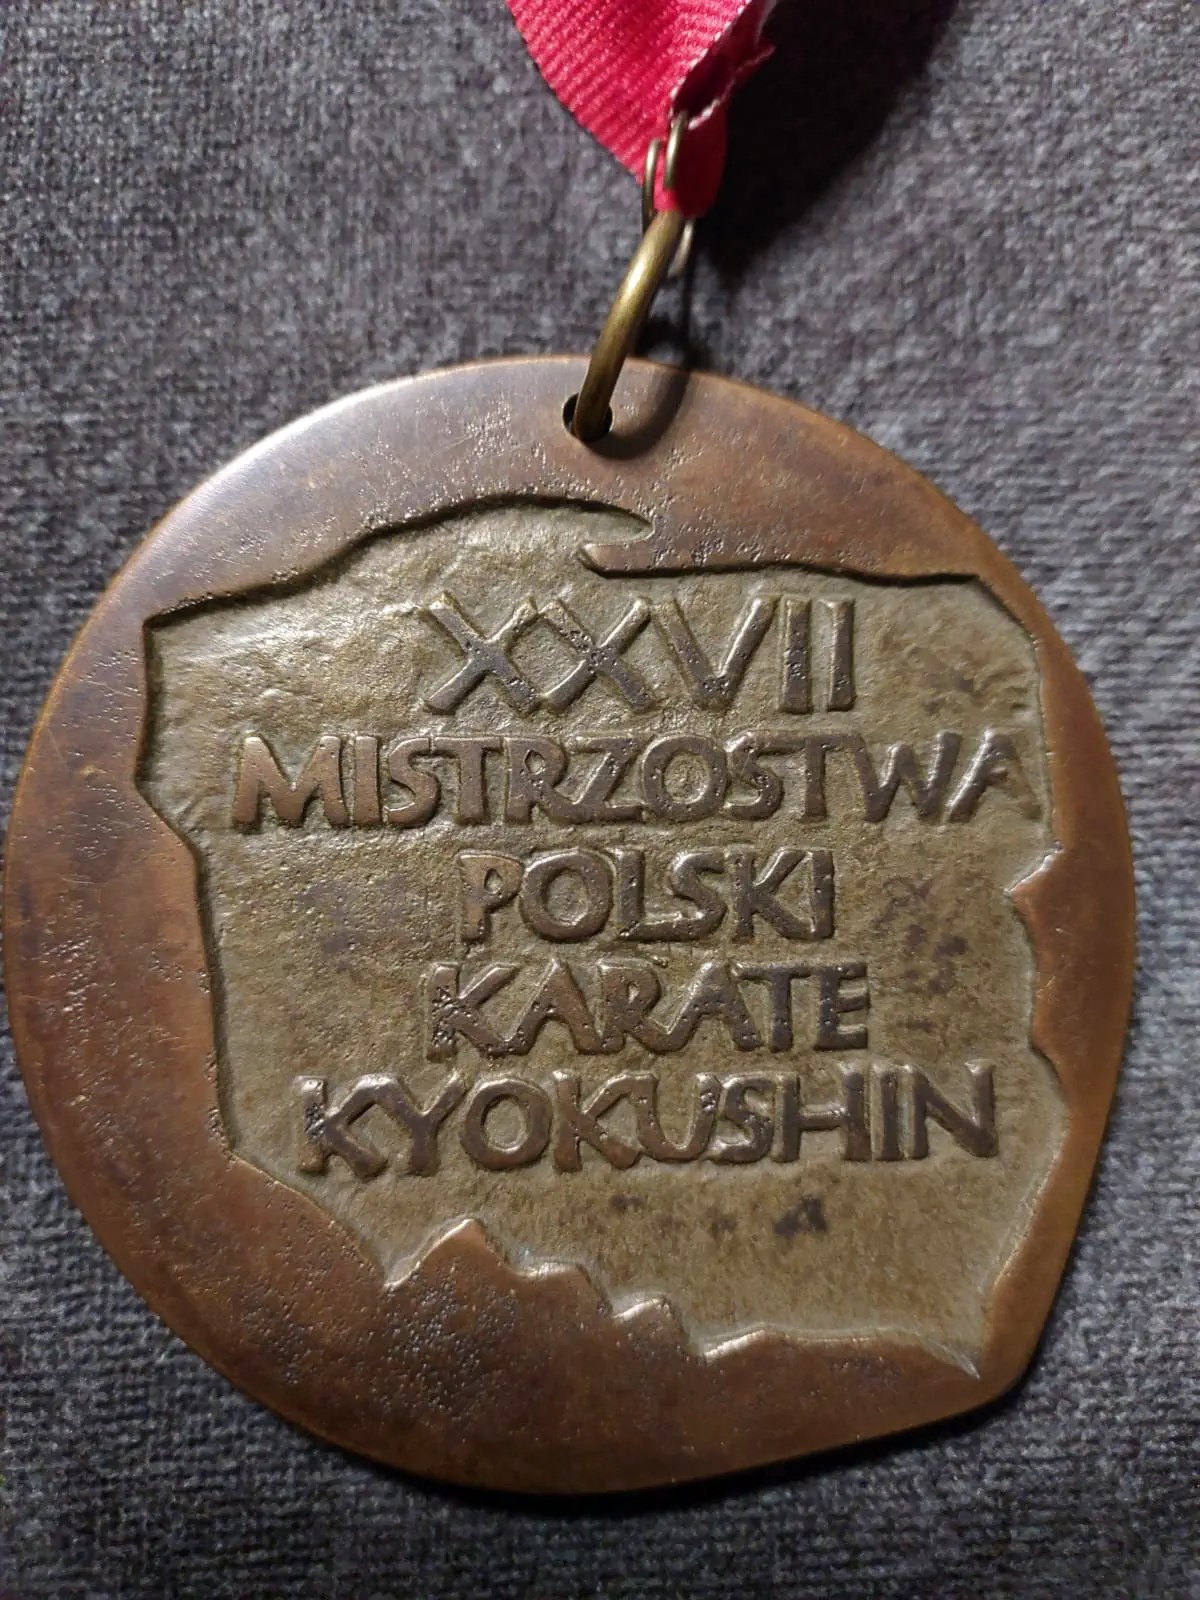 XXVII
MISTRZOSTWA
POLSKI
KARATE
KYOKUSHIN